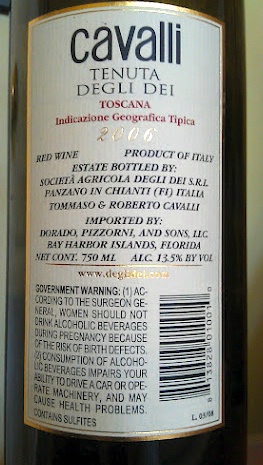 cavalli
TENUTA
DEGLI DEI
TOSCANA
Indicazione Geografica Tipica
2006
RED WINE PRODUCT OF ITALY
ESTATE BOTTLED BY:
SOCIETÀ AGRICOLA DEGLI DEI S.R.L.
PANZANO IN CHIANTI (FI) ITALIA
TOMMASO & ROBERTO CAVALLI
IMPORTED BY:
DORADO, PIZZORNI, AND SONS, LLC
BAY HARBOR ISLANDS, FLORIDA
NET CONT. 750 ML ALC. 13.5% BY VOL
www.deglidei.com
GOVERNMENT WARNING: (1) AC-
CORDING TO THE SURGEON GE-
NERAL, WOMEN SHOULD NOT
DRINK ALCOHOLIC BEVERAGES
DURING PREGNANCY BECAUSE
OF THE RISK OF BIRTH DEFECTS.
(2) CONSUMPTION OF ALCOHO-
LIC BEVERAGES IMPAIRS YOUR
ABILITY TO DRIVE A CAR OR OPE-
RATE MACHINERY, AND MAY
CAUSE HEALTH PROBLEMS.
CONTAINS SULFITES